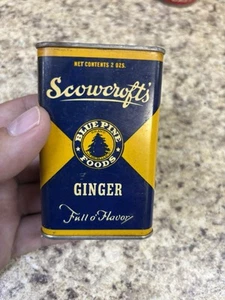 NET CONTENTS 2 OZS.
Scowcroft's
BLUE PINE
FOODS
GINGER
Full o' Flavor